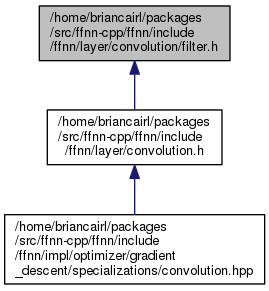 /home/briancairl/packages
/src/ffnn-cpp/ffnn/include
/ffnn/layer/convolution/filter.h
/home/briancairl/packages
/src/ffnn-cpp/ffnn/include
/ffnn/layer/convolution.h
/home/briancairl/packages
/src/ffnn-cpp/ffnn/include
/ffnn/impl/optimizer/gradient
_descent/specializations/convolution.hpp